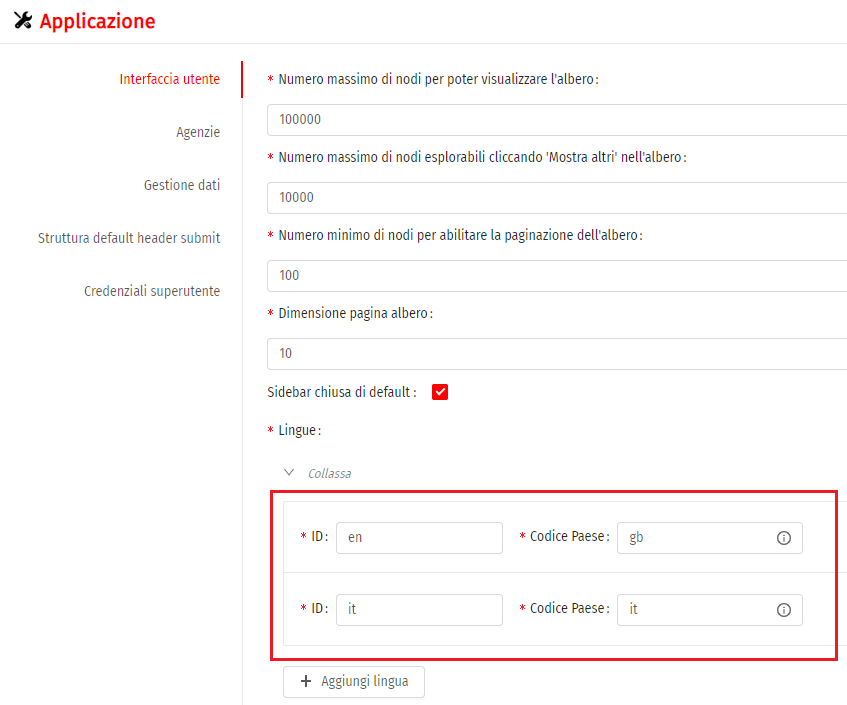 Applicazione
Interfaccia utente
Agenzie
Gestione dati
Struttura default header submit
Credenziali superutente
* Numero massimo di nodi per poter visualizzare l'albero:
100000
* Numero massimo di nodi esplorabili cliccando 'Mostra altri' nell'albero:
10000
* Numero minimo di nodi per abilitare la paginazione dell'albero:
100
* Dimensione pagina albero:
10
Sidebar chiusa di default:
* Lingue:
Collassa
* ID: en * Codice Paese: gb
* ID: it * Codice Paese: it
+ Aggiungi lingua